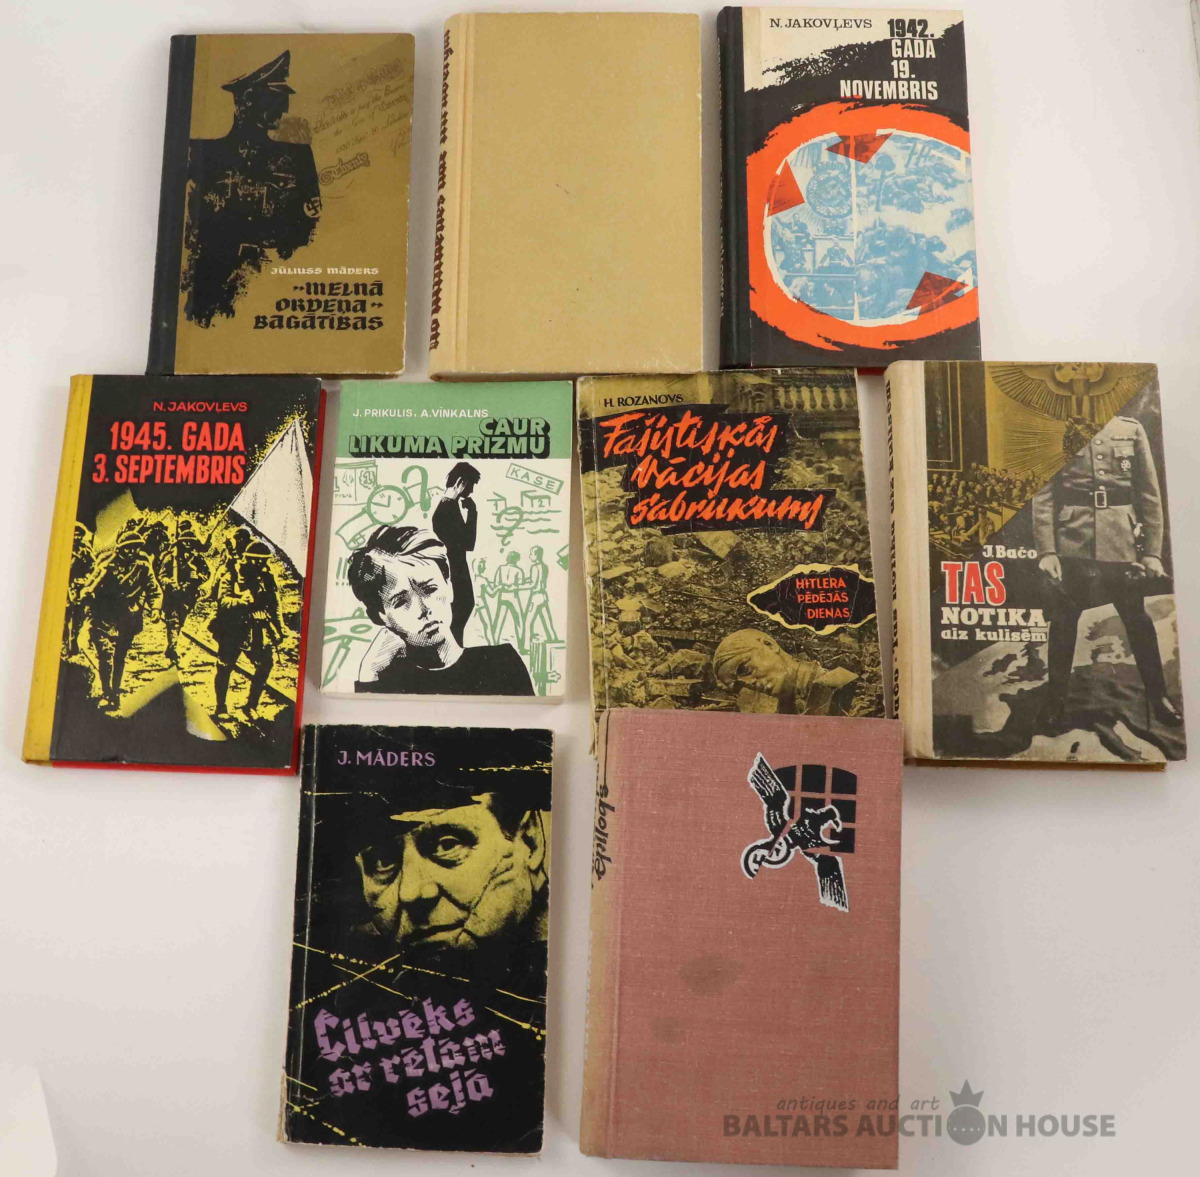 JŪLIUSS MĀDERS
"MELNĀ
ORDEŅA"
BAGĀTĪBAS
N. JAKOVĻEVS
1942.
GADA
19.
NOVEMBRIS
N. JAKOVĻEVS
1945. GADA
3. SEPTEMBRIS
J. PRIKULIS, A. VĪNKALNS
CAUR
LIKUMA PRIZMU
KASE
H. ROZANOVS
Fašistiskās
Vācijas
sabrukums
HITLERA
PĒDĒJĀS
DIENAS
J. Bačo
TAS
NOTIKA
aiz kulisēm
J. MĀDERS
Cilvēks
ar rētām
sejā
epilogs
antiques and art
BALTARS AUCTION HOUSE